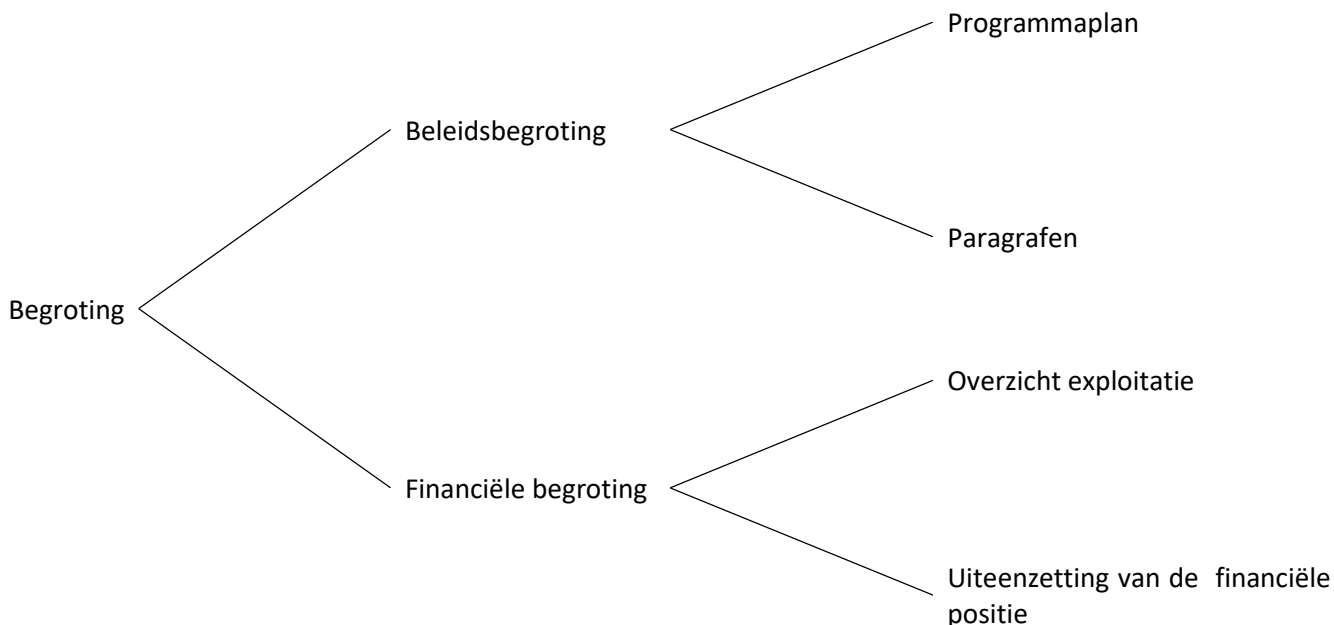 Programmaplan
Beleidsbegroting
Paragrafen
Begroting
Overzicht exploitatie
Financiële begroting
Uiteenzetting van de financiële
positie